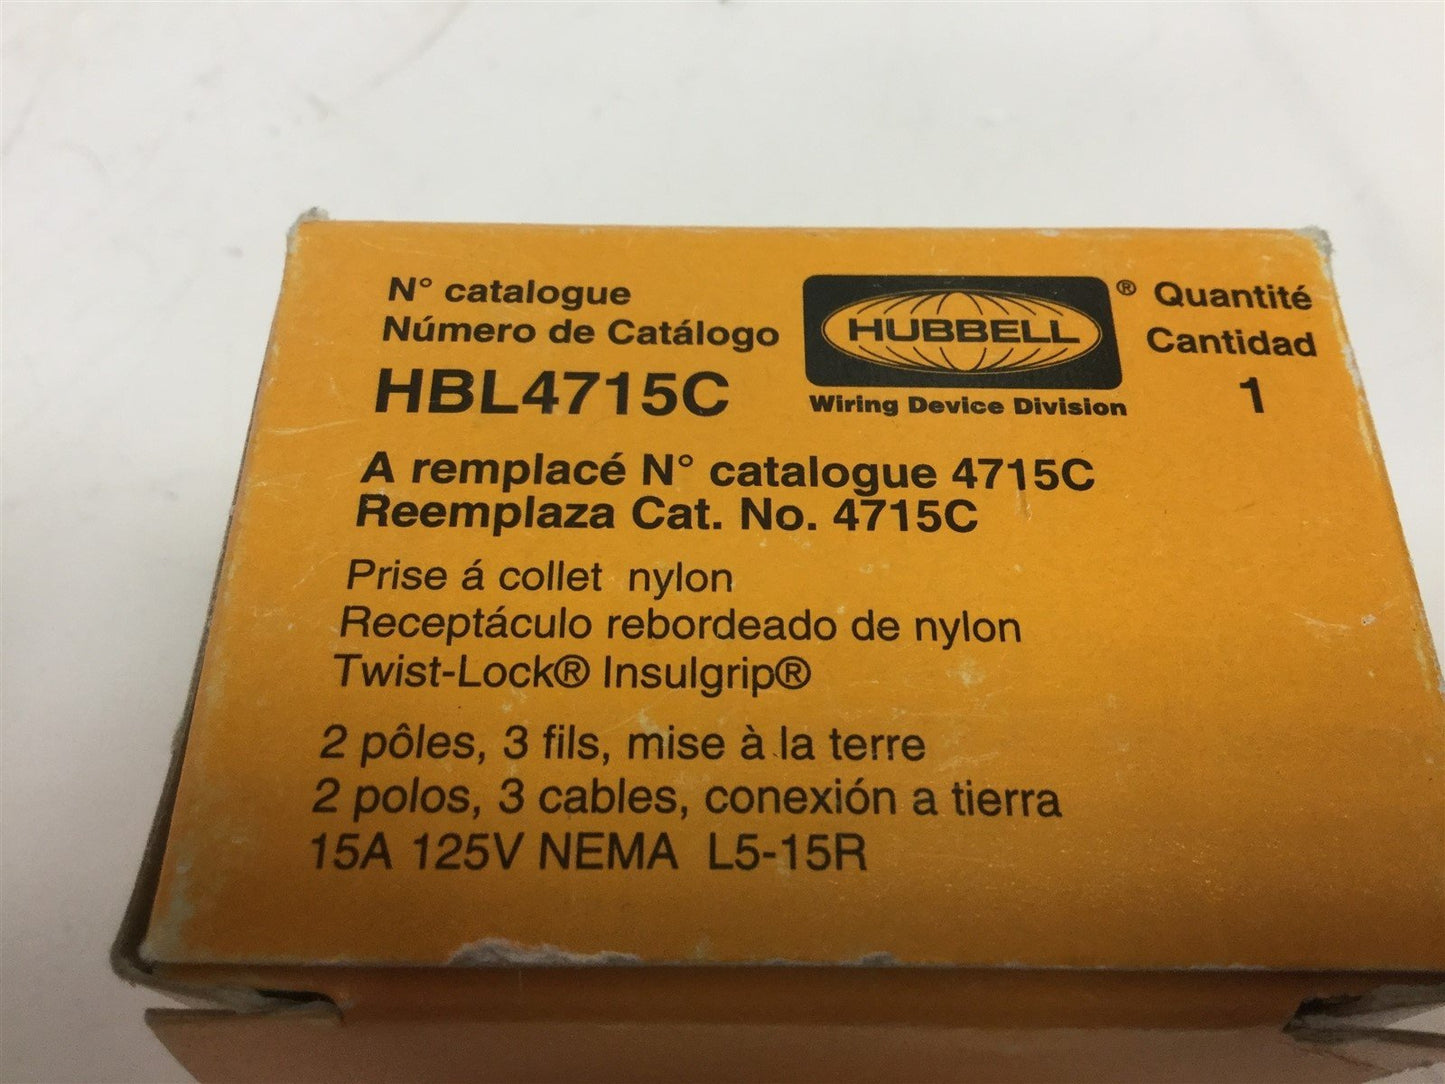 N° catalogue
Número de Catálogo
HBL4715C
HUBBELL®
Wiring Device Division
Quantité
Cantidad
1
A remplacé N° catalogue 4715C
Reemplaza Cat. No. 4715C
Prise á collet nylon
Receptáculo rebordeado de nylon
Twist-Lock® Insulgrip®
2 pôles, 3 fils, mise à la terre
2 polos, 3 cables, conexión a tierra
15A 125V NEMA L5-15R